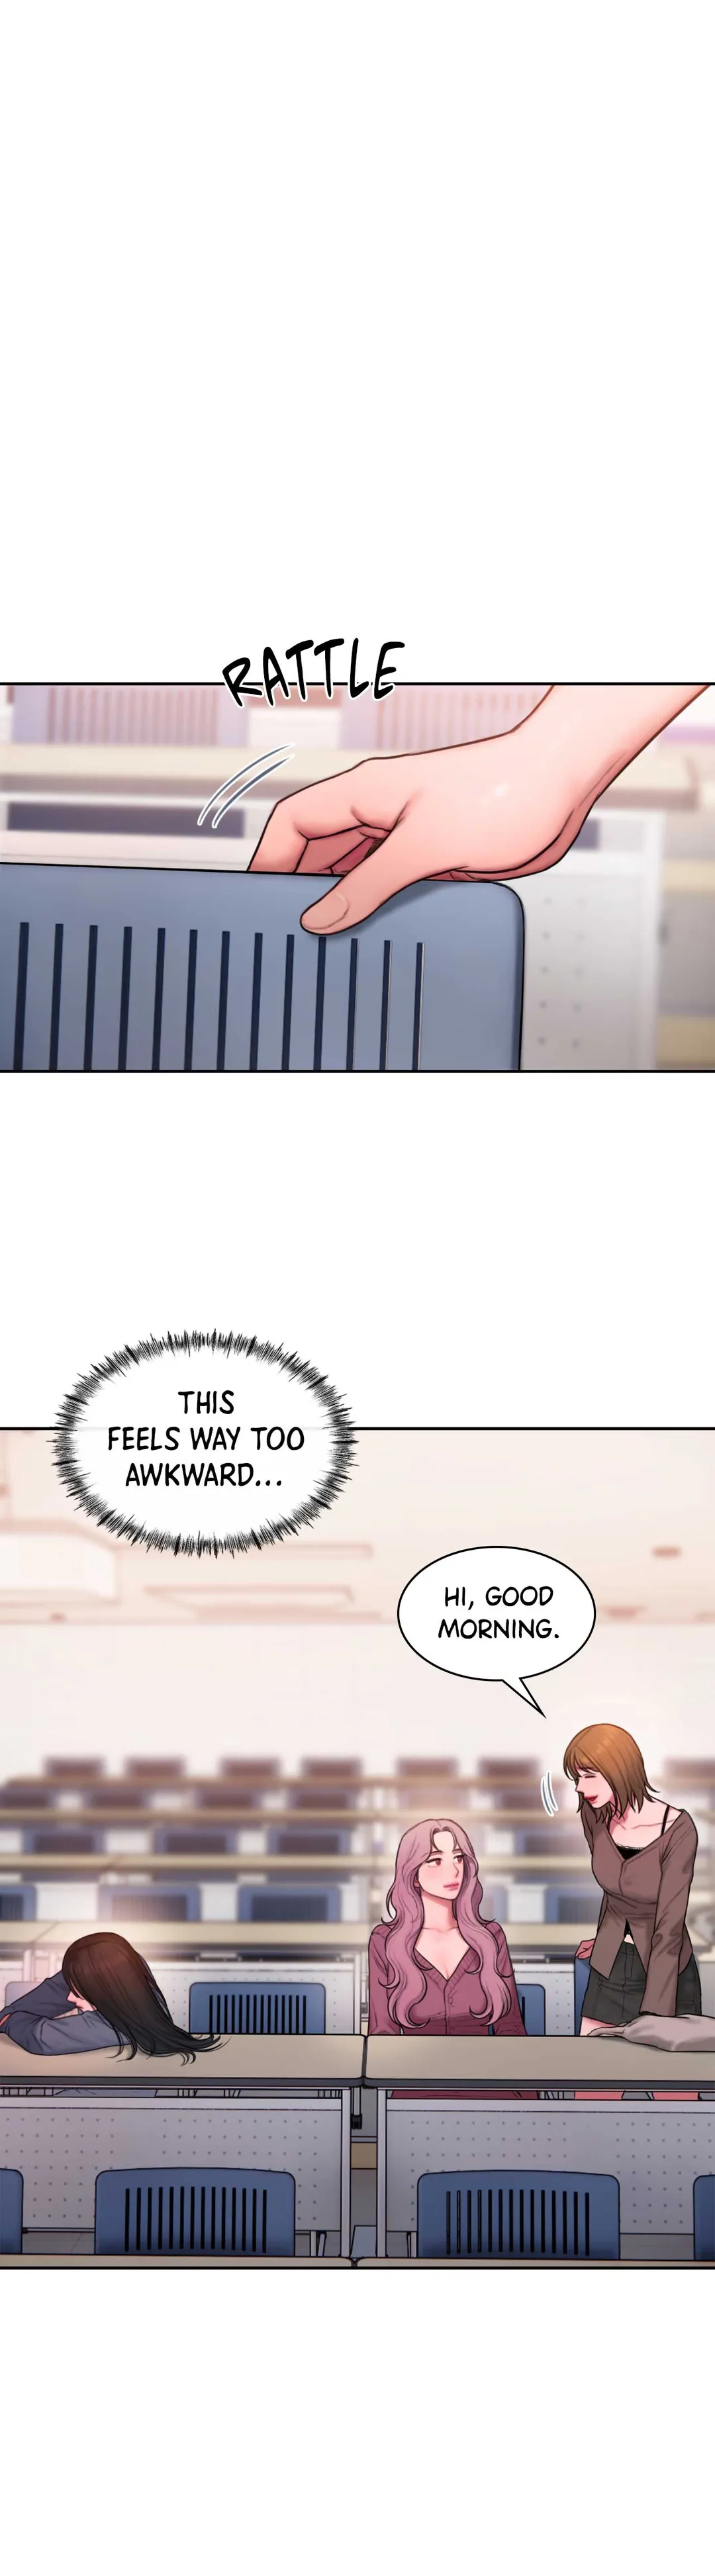 RATTLE
THIS
FEELS WAY TOO
AWKWARD...
HI, GOOD
MORNING.